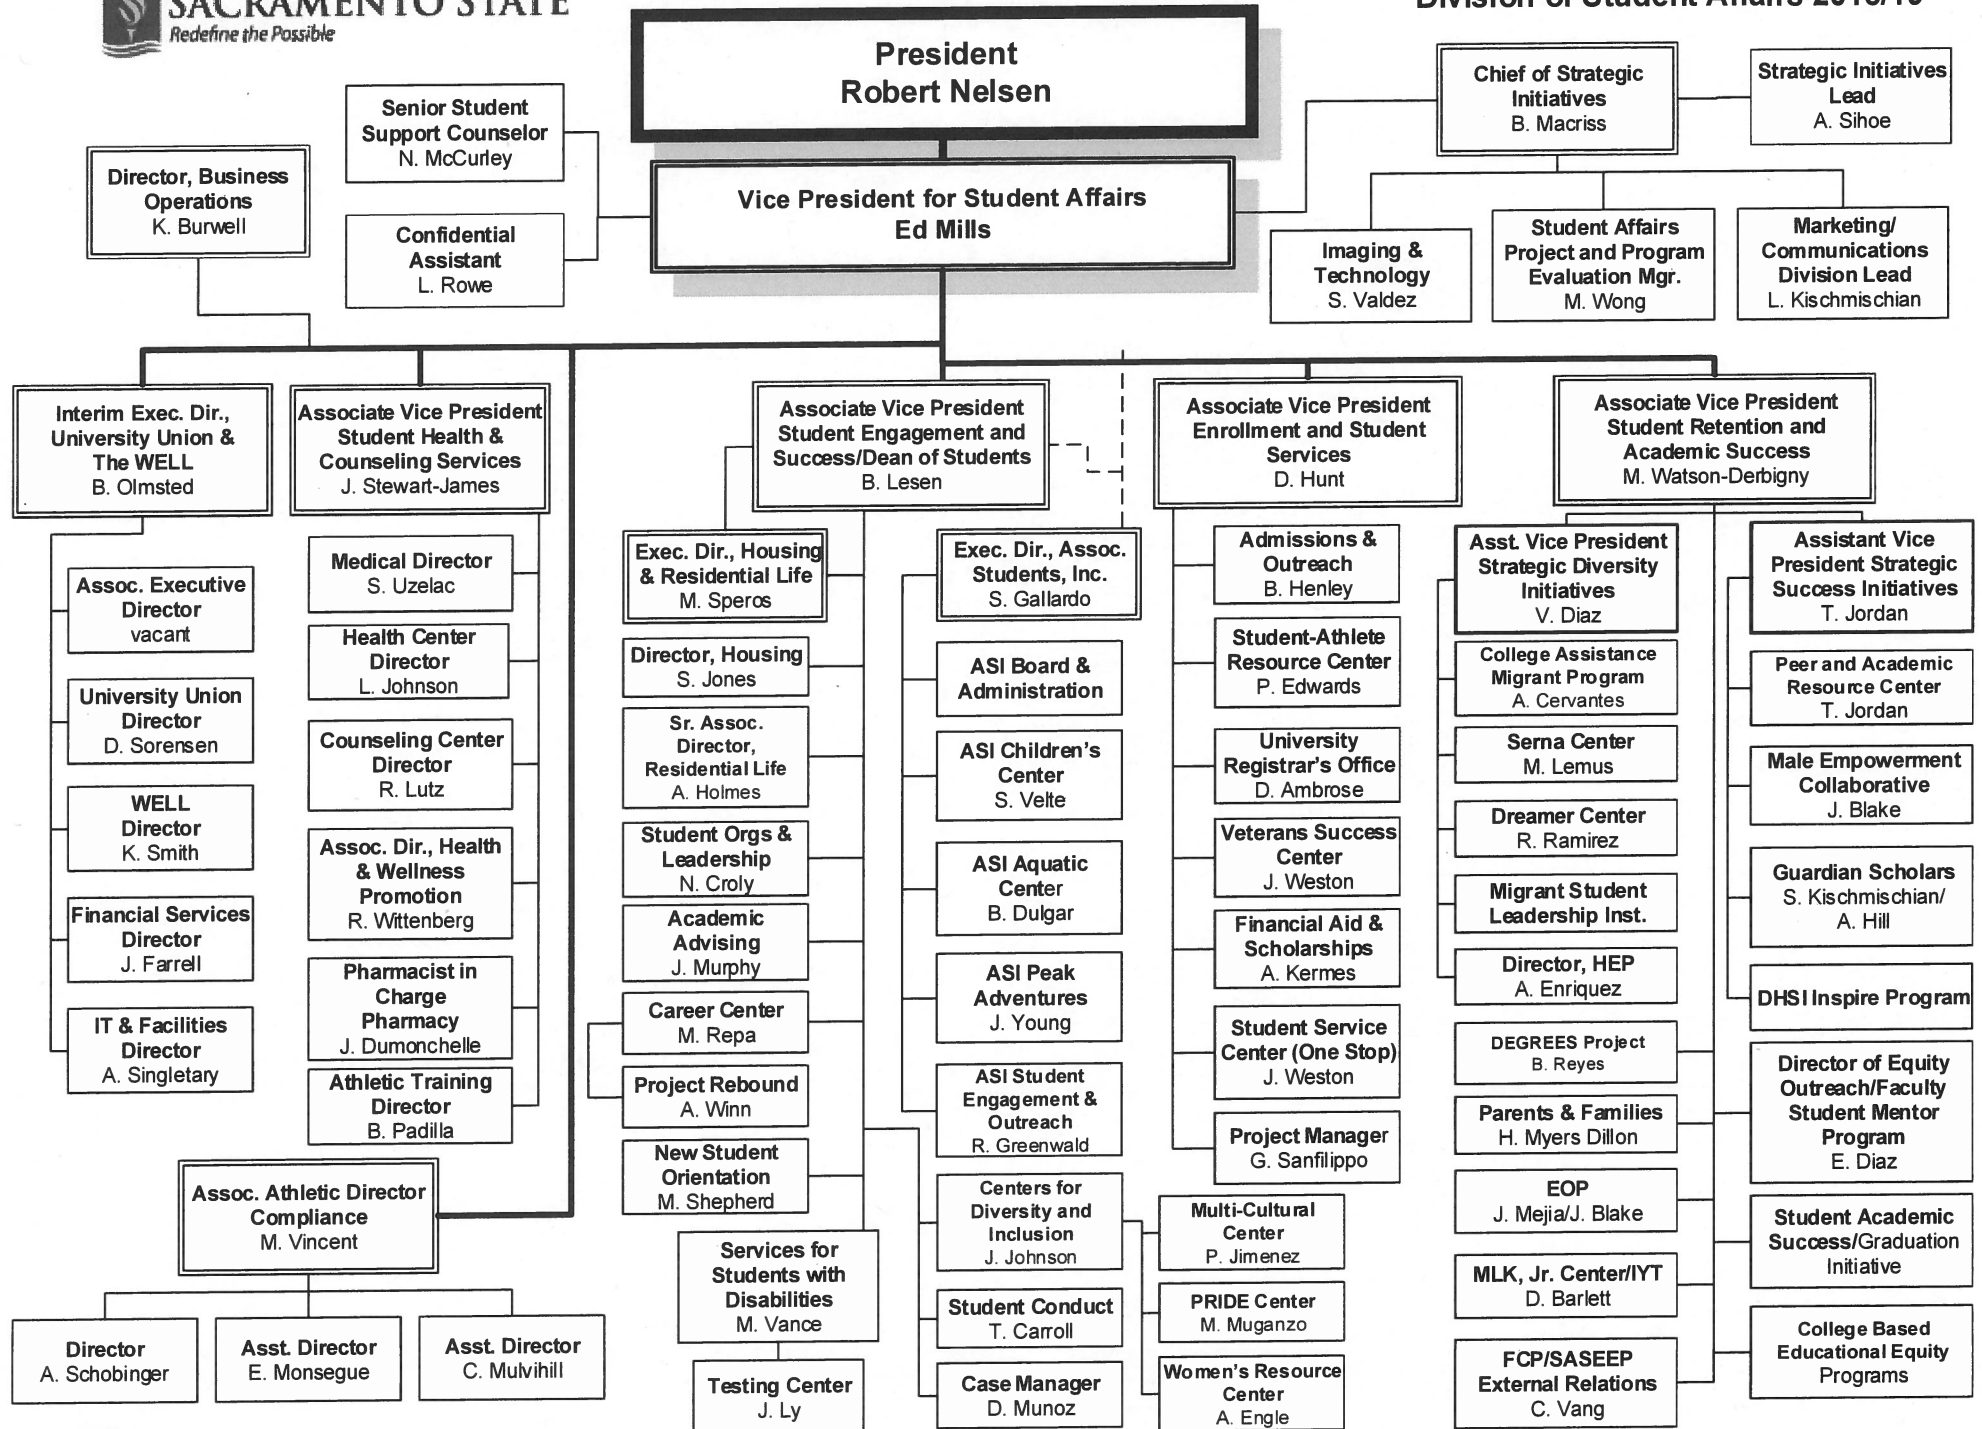 SACRAMENTO STATE
Redefine the Possible
Division of Student Affairs
President
Robert Nelsen
Vice President for Student Affairs
Ed Mills
Chief of Strategic
Initiatives
B. Macriss
Strategic Initiatives
Lead
A. Sihoe
Imaging &
Technology
S. Valdez
Student Affairs
Project and Program
Evaluation Mgr.
M. Wong
Marketing/
Communications
Division Lead
L. Kischmischian
Senior Student
Support Counselor
N. McCurley
Confidential
Assistant
L. Rowe
Director, Business
Operations
K. Burwell
Interim Exec. Dir.,
University Union &
The WELL
B. Olmsted
Assoc. Executive
Director
vacant
University Union
Director
D. Sorensen
WELL
Director
K. Smith
Financial Services
Director
J. Farrell
IT & Facilities
Director
A. Singletary
Associate Vice President
Student Health &
Counseling Services
J. Stewart-James
Medical Director
S. Uzelac
Health Center
Director
L. Johnson
Counseling Center
Director
R. Lutz
Assoc. Dir., Health
& Wellness
Promotion
R. Wittenberg
Pharmacist in
Charge
Pharmacy
J. Dumonchelle
Athletic Training
Director
B. Padilla
Assoc. Athletic Director
Compliance
M. Vincent
Director
A. Schobinger
Asst. Director
E. Monsegue
Asst. Director
C. Mulvihill
Associate Vice President
Student Engagement and
Success/Dean of Students
B. Lesen
Exec. Dir., Housing
& Residential Life
M. Speros
Director, Housing
S. Jones
Sr. Assoc.
Director,
Residential Life
A. Holmes
Student Orgs &
Leadership
N. Croly
Academic
Advising
J. Murphy
Career Center
M. Repa
Project Rebound
A. Winn
New Student
Orientation
M. Shepherd
Services for
Students with
Disabilities
M. Vance
Testing Center
J. Ly
Exec. Dir., Assoc.
Students, Inc.
S. Gallardo
ASI Board &
Administration
ASI Children's
Center
S. Velte
ASI Aquatic
Center
B. Dulgar
ASI Peak
Adventures
J. Young
ASI Student
Engagement &
Outreach
R. Greenwald
Centers for
Diversity and
Inclusion
J. Johnson
Student Conduct
T. Carroll
Case Manager
D. Munoz
Multi-Cultural
Center
P. Jimenez
PRIDE Center
M. Muganzo
Women's Resource
Center
A. Engle
Associate Vice President
Enrollment and Student
Services
D. Hunt
Admissions &
Outreach
B. Henley
Student-Athlete
Resource Center
P. Edwards
University
Registrar's Office
D. Ambrose
Veterans Success
Center
J. Weston
Financial Aid &
Scholarships
A. Kermes
Student Service
Center (One Stop)
J. Weston
Project Manager
G. Sanfilippo
Associate Vice President
Student Retention and
Academic Success
M. Watson-Derbigny
Asst. Vice President
Strategic Diversity
Initiatives
V. Diaz
College Assistance
Migrant Program
A. Cervantes
Serna Center
M. Lemus
Dreamer Center
R. Ramirez
Migrant Student
Leadership Inst.
Director, HEP
A. Enriquez
DEGREES Project
B. Reyes
Parents & Families
H. Myers Dillon
EOP
J. Mejia/J. Blake
MLK, Jr. Center/IYT
D. Barlett
FCP/SASEEP
External Relations
C. Vang
Assistant Vice
President Strategic
Success Initiatives
T. Jordan
Peer and Academic
Resource Center
T. Jordan
Male Empowerment
Collaborative
J. Blake
Guardian Scholars
S. Kischmischian/
A. Hill
DHSI Inspire Program
Director of Equity
Outreach/Faculty
Student Mentor
Program
E. Diaz
Student Academic
Success/Graduation
Initiative
College Based
Educational Equity
Programs